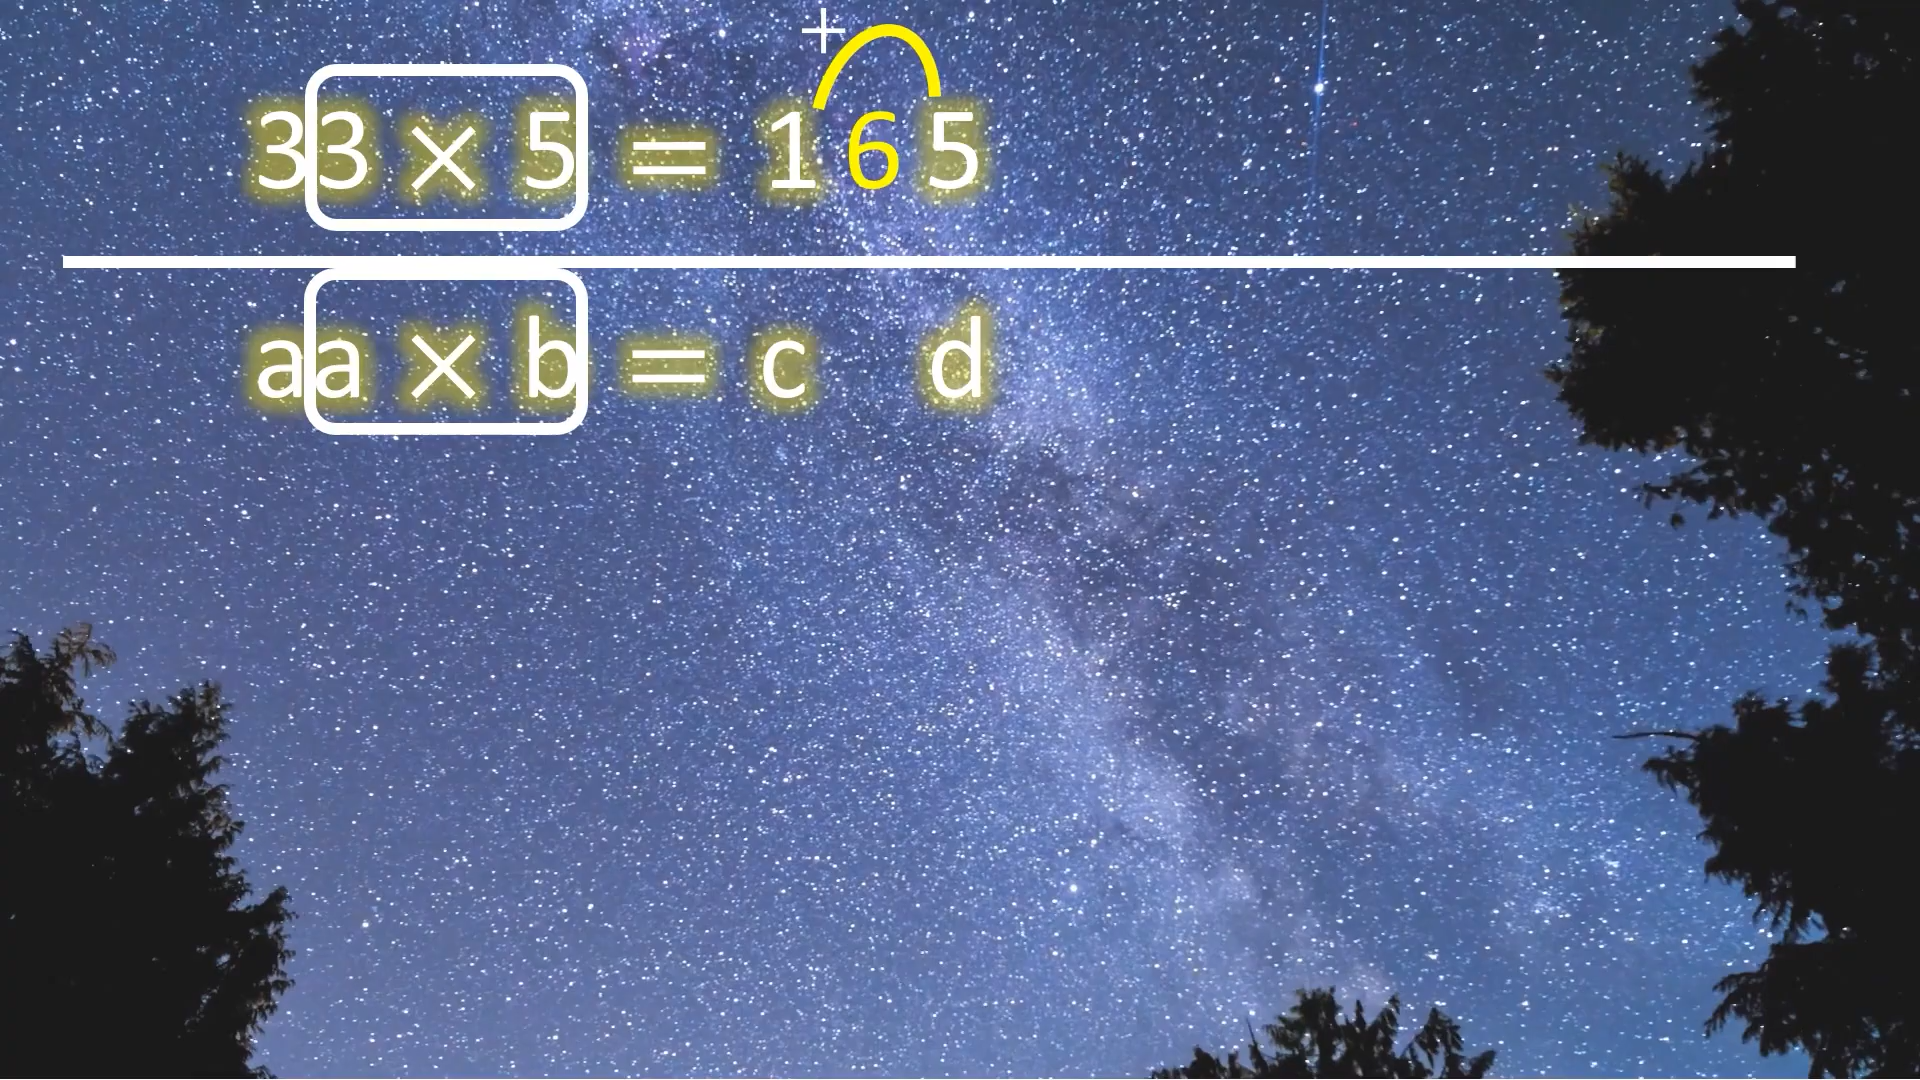 +
33 × 5 = 1 6 5
aa × b = c d